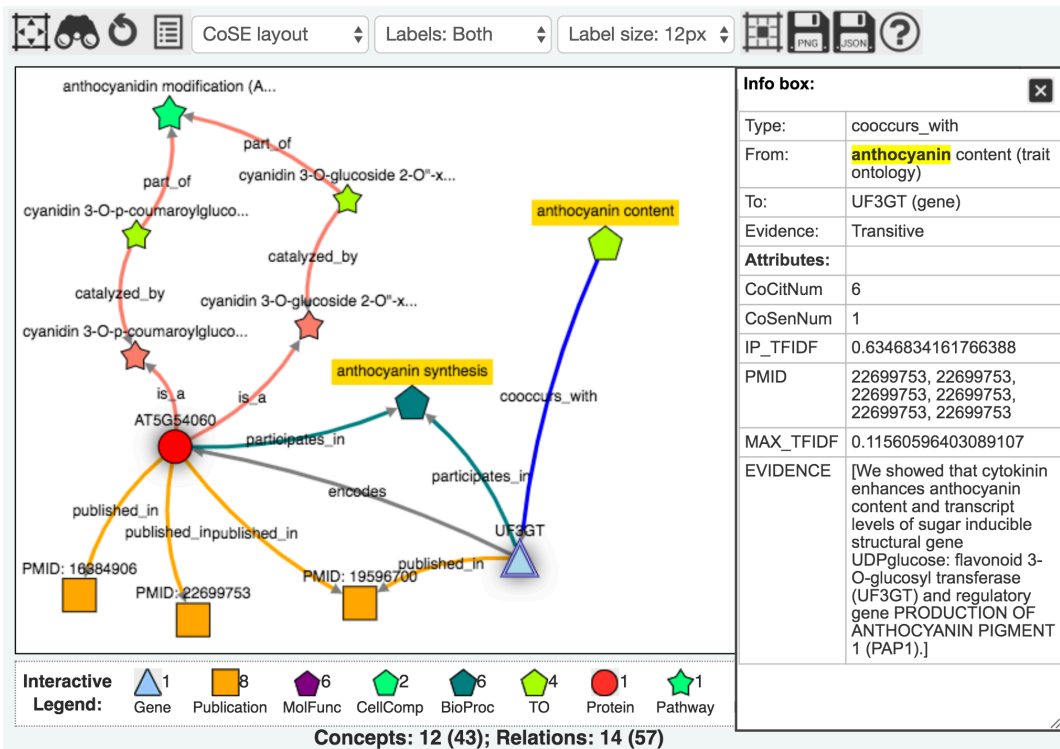 CoSE layout
Labels: Both
Label size: 12px
PNG
JSON
?
anthocyanidin modification (A...
part_of
part_of
cyanidin 3-O-glucoside 2-O"-x...
cyanidin 3-O-p-coumaroylgluco...
anthocyanin content
catalyzed_by
catalyzed_by
cyanidin 3-O-glucoside 2-O"-x...
cyanidin 3-O-p-coumaroylgluco...
anthocyanin synthesis
is_a
is_a
cooccurs_with
AT5G54060
participates_in
participates_in
encodes
published_in
published_in
published_in
UF3GT
published_in
PMID: 16384906
PMID: 19596700
PMID: 22699753
Info box:
Type:
cooccurs_with
From:
anthocyanin content (trait
ontology)
To:
UF3GT (gene)
Evidence:
Transitive
Attributes:
CoCitNum
6
CoSenNum
1
IP_TFIDF
0.6346834161766388
PMID
22699753, 22699753,
22699753, 22699753,
22699753, 22699753
MAX_TFIDF
0.11560596403089107
EVIDENCE
[We showed that cytokinin
enhances anthocyanin
content and transcript
levels of sugar inducible
structural gene
UDPglucose: flavonoid 3-
O-glucosyl transferase
(UF3GT) and regulatory
gene PRODUCTION OF
ANTHOCYANIN PIGMENT
1 (PAP1).]
Interactive
Legend:
1
Gene
8
Publication
6
MolFunc
2
CellComp
6
BioProc
4
TO
1
Protein
1
Pathway
Concepts: 12 (43); Relations: 14 (57)